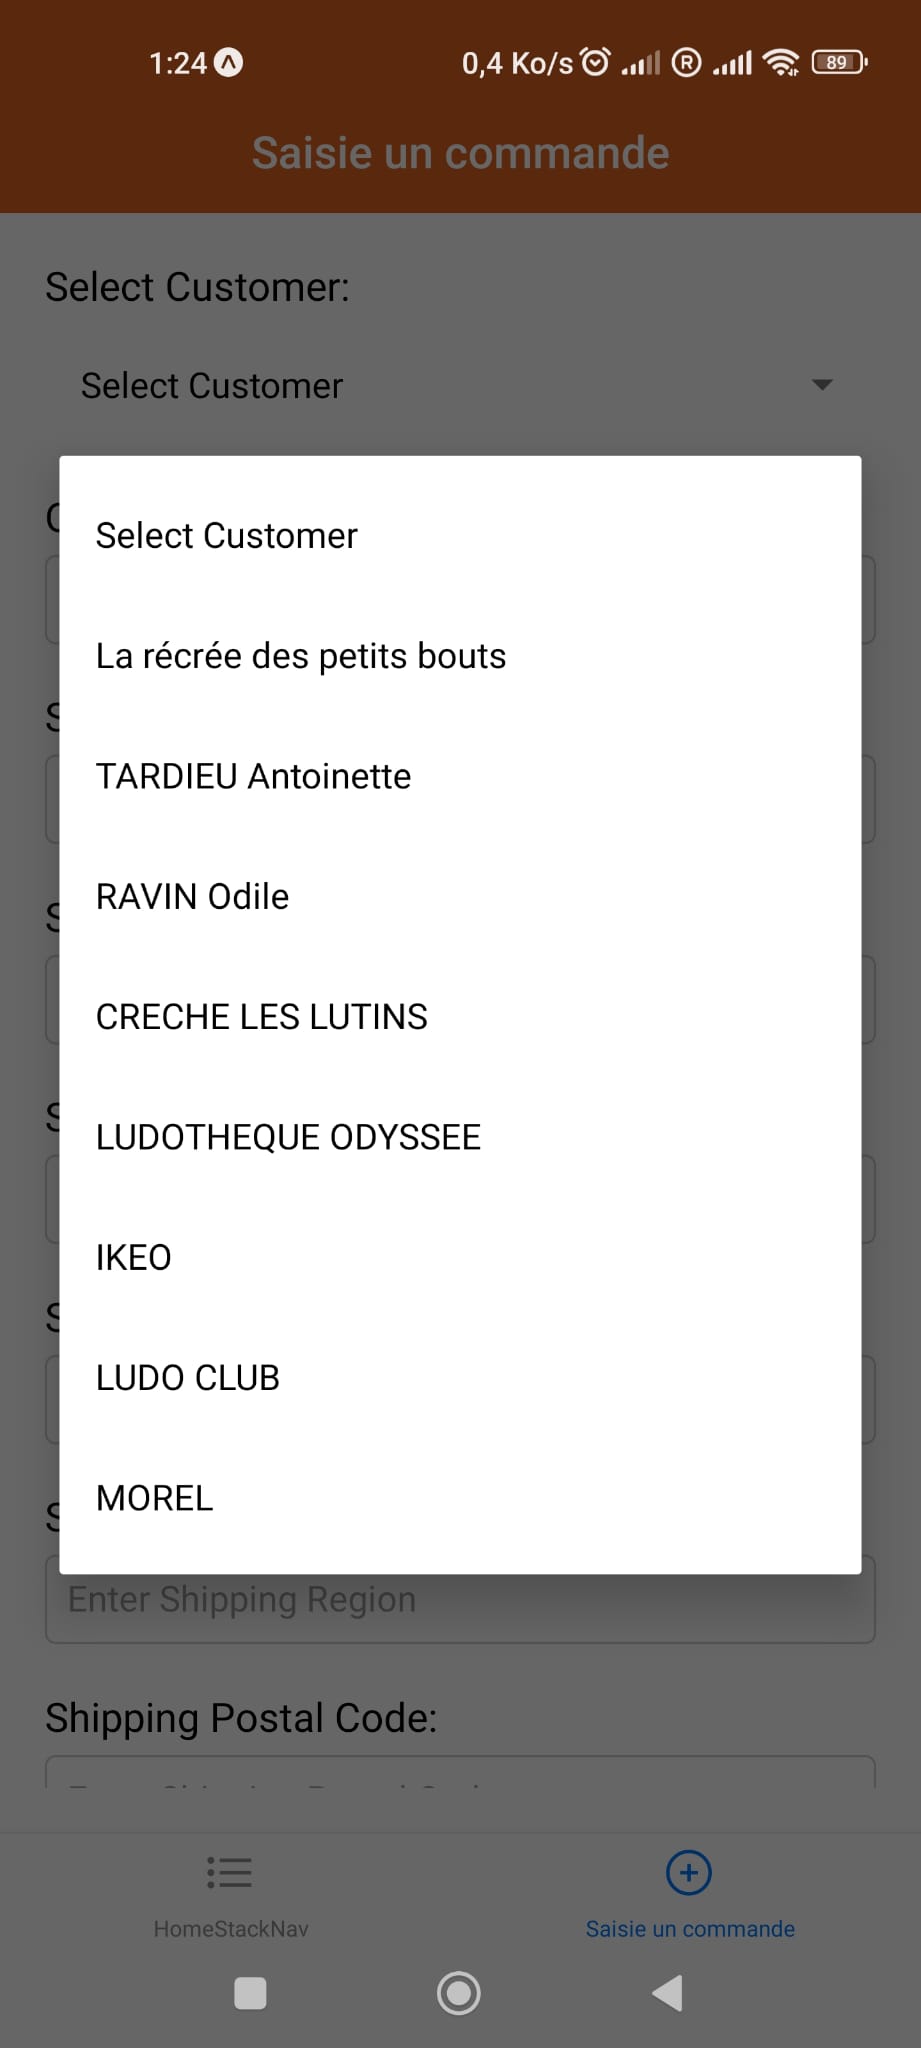 1:24
0,4 Ko/s
R
89
Saisie un commande
Select Customer:
Select Customer
Select Customer
La récrée des petits bouts
TARDIEU Antoinette
RAVIN Odile
CRECHE LES LUTINS
LUDOTHEQUE ODYSSEE
IKEO
LUDO CLUB
MOREL
Enter Shipping Region
Shipping Postal Code:
HomeStackNav
Saisie un commande